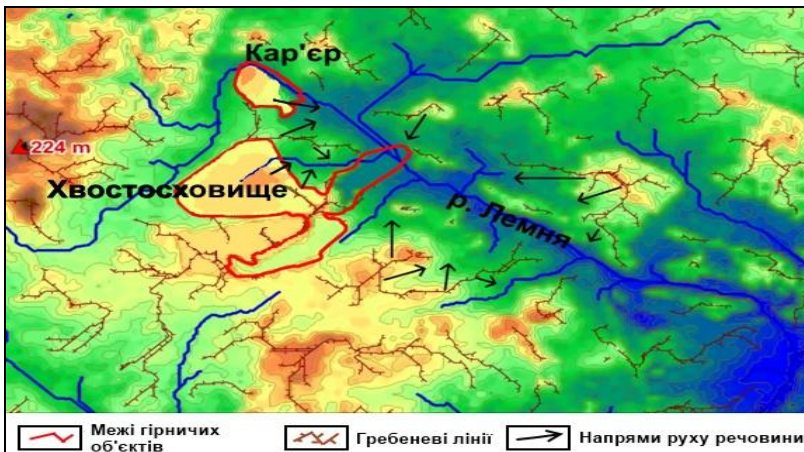 Кар'єр
224 m
Хвостосховище
р. Лемня
Межі гірничих
об'єктів
Гребеневі лінії
Напрями руху речовини